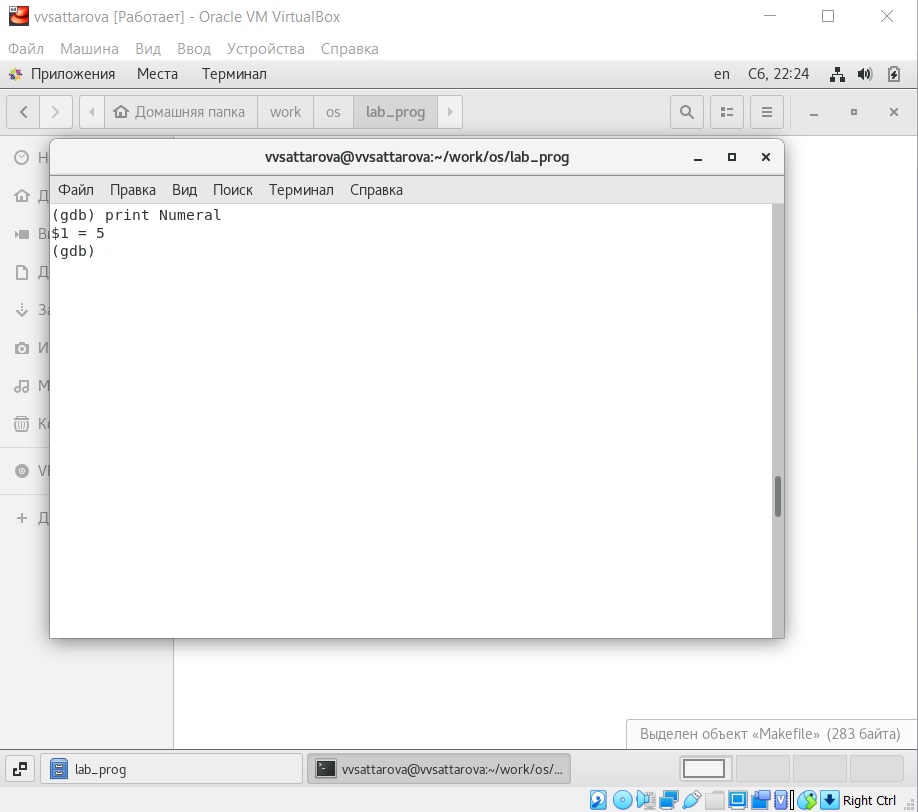 vvsattarova [Работает] - Oracle VM VirtualBox
Файл Машина Вид Ввод Устройства Справка
Приложения Места Терминал en Сб, 22:24
Домашняя папка work os lab_prog
vvsattarova@vvsattarova:~/work/os/lab_prog
Файл Правка Вид Поиск Терминал Справка
(gdb) print Numeral
$1 = 5
(gdb)
Выделен объект «Makefile» (283 байта)
lab_prog vvsattarova@vvsattarova:~/work/os/...
Right Ctrl